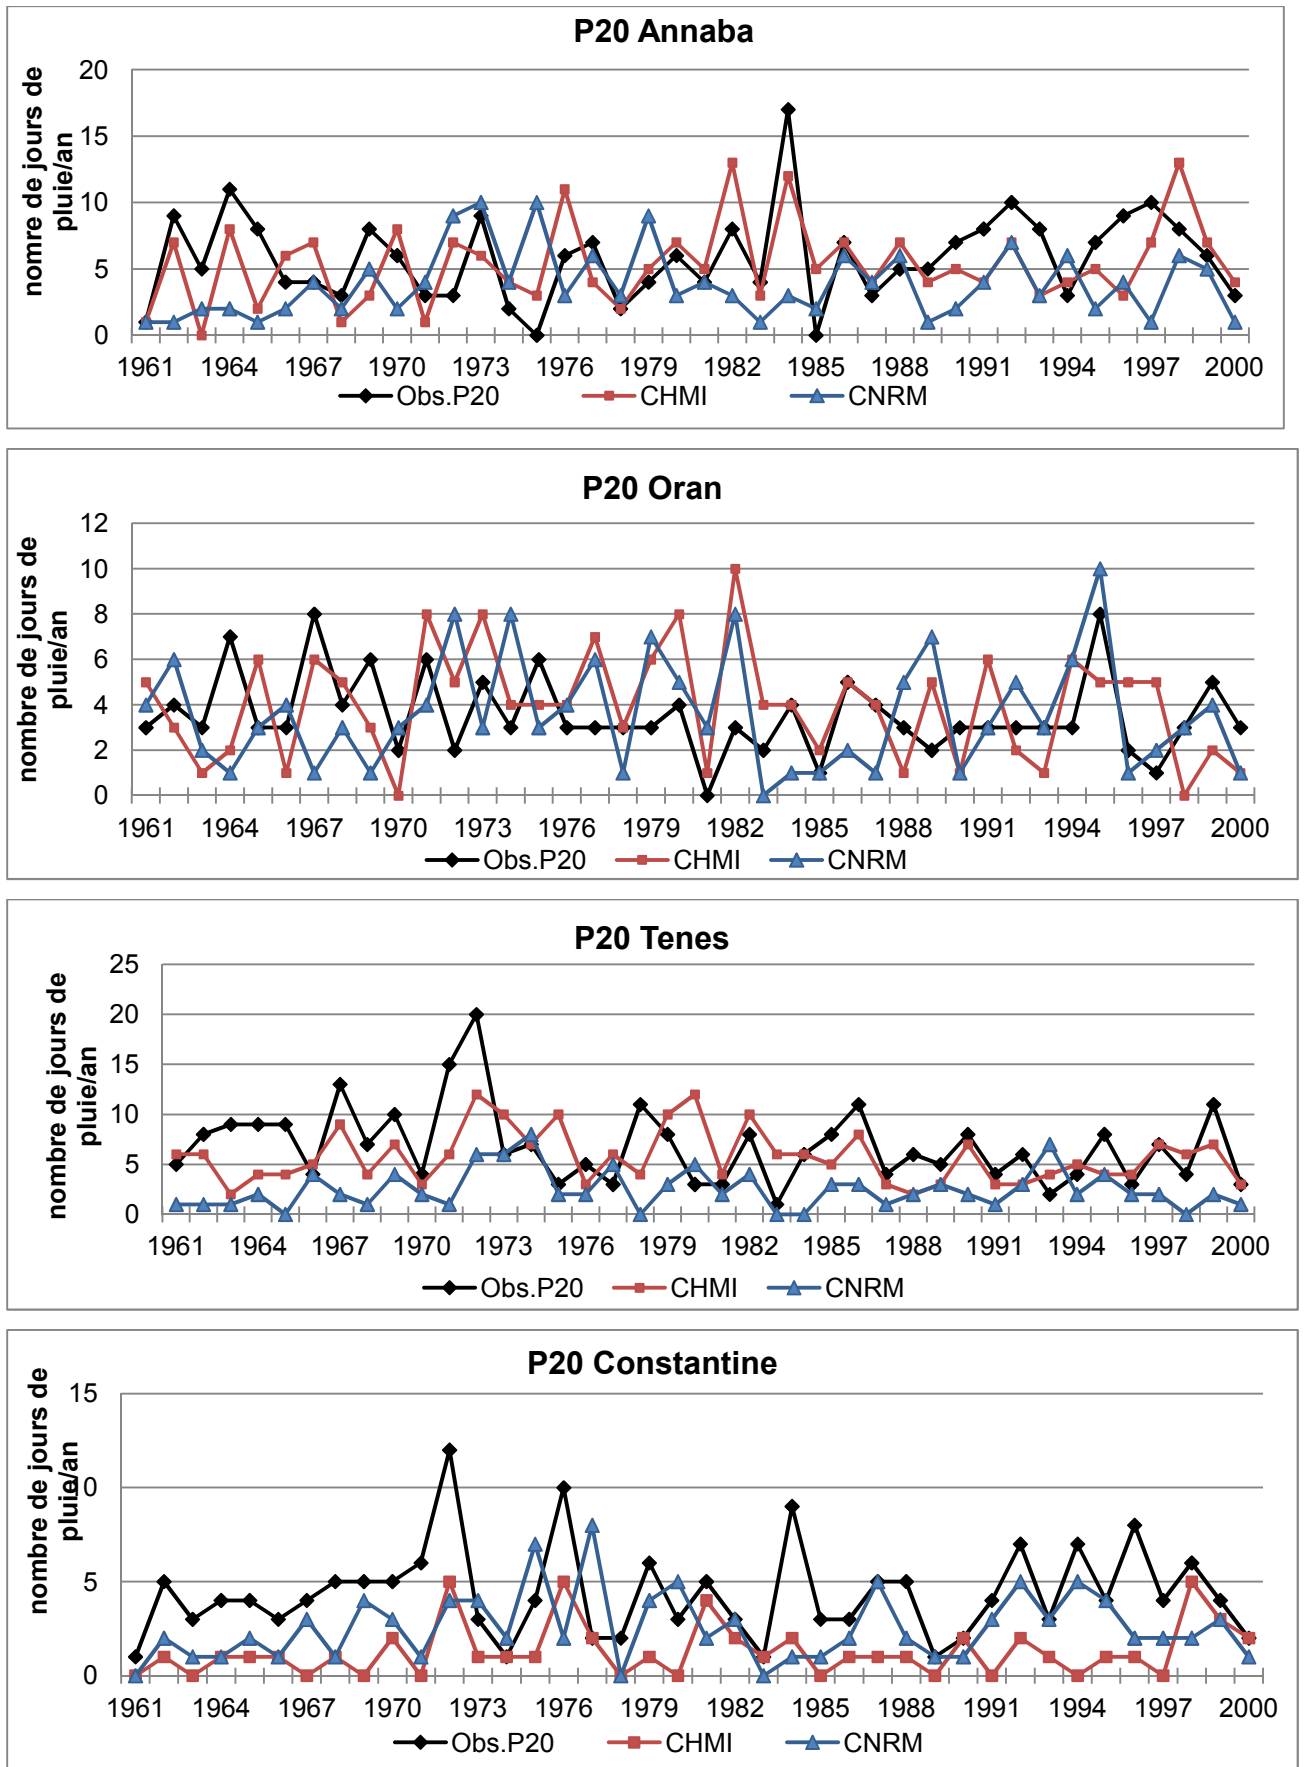 P20 Annaba
nomre de jours de
pluie/an
20
15
10
5
0
1961 1964 1967 1970 1973 1976 1979 1982 1985 1988 1991 1994 1997 2000
Obs.P20 CHMI CNRM
P20 Oran
nombre de jours de
pluie/an
12
10
8
6
4
2
0
1961 1964 1967 1970 1973 1976 1979 1982 1985 1988 1991 1994 1997 2000
Obs.P20 CHMI CNRM
P20 Tenes
nombre de jours de
pluie/an
25
20
15
10
5
0
1961 1964 1967 1970 1973 1976 1979 1982 1985 1988 1991 1994 1997 2000
Obs.P20 CHMI CNRM
P20 Constantine
nombre de jours de
pluie/an
15
10
5
0
1961 1964 1967 1970 1973 1976 1979 1982 1985 1988 1991 1994 1997 2000
Obs.P20 CHMI CNRM